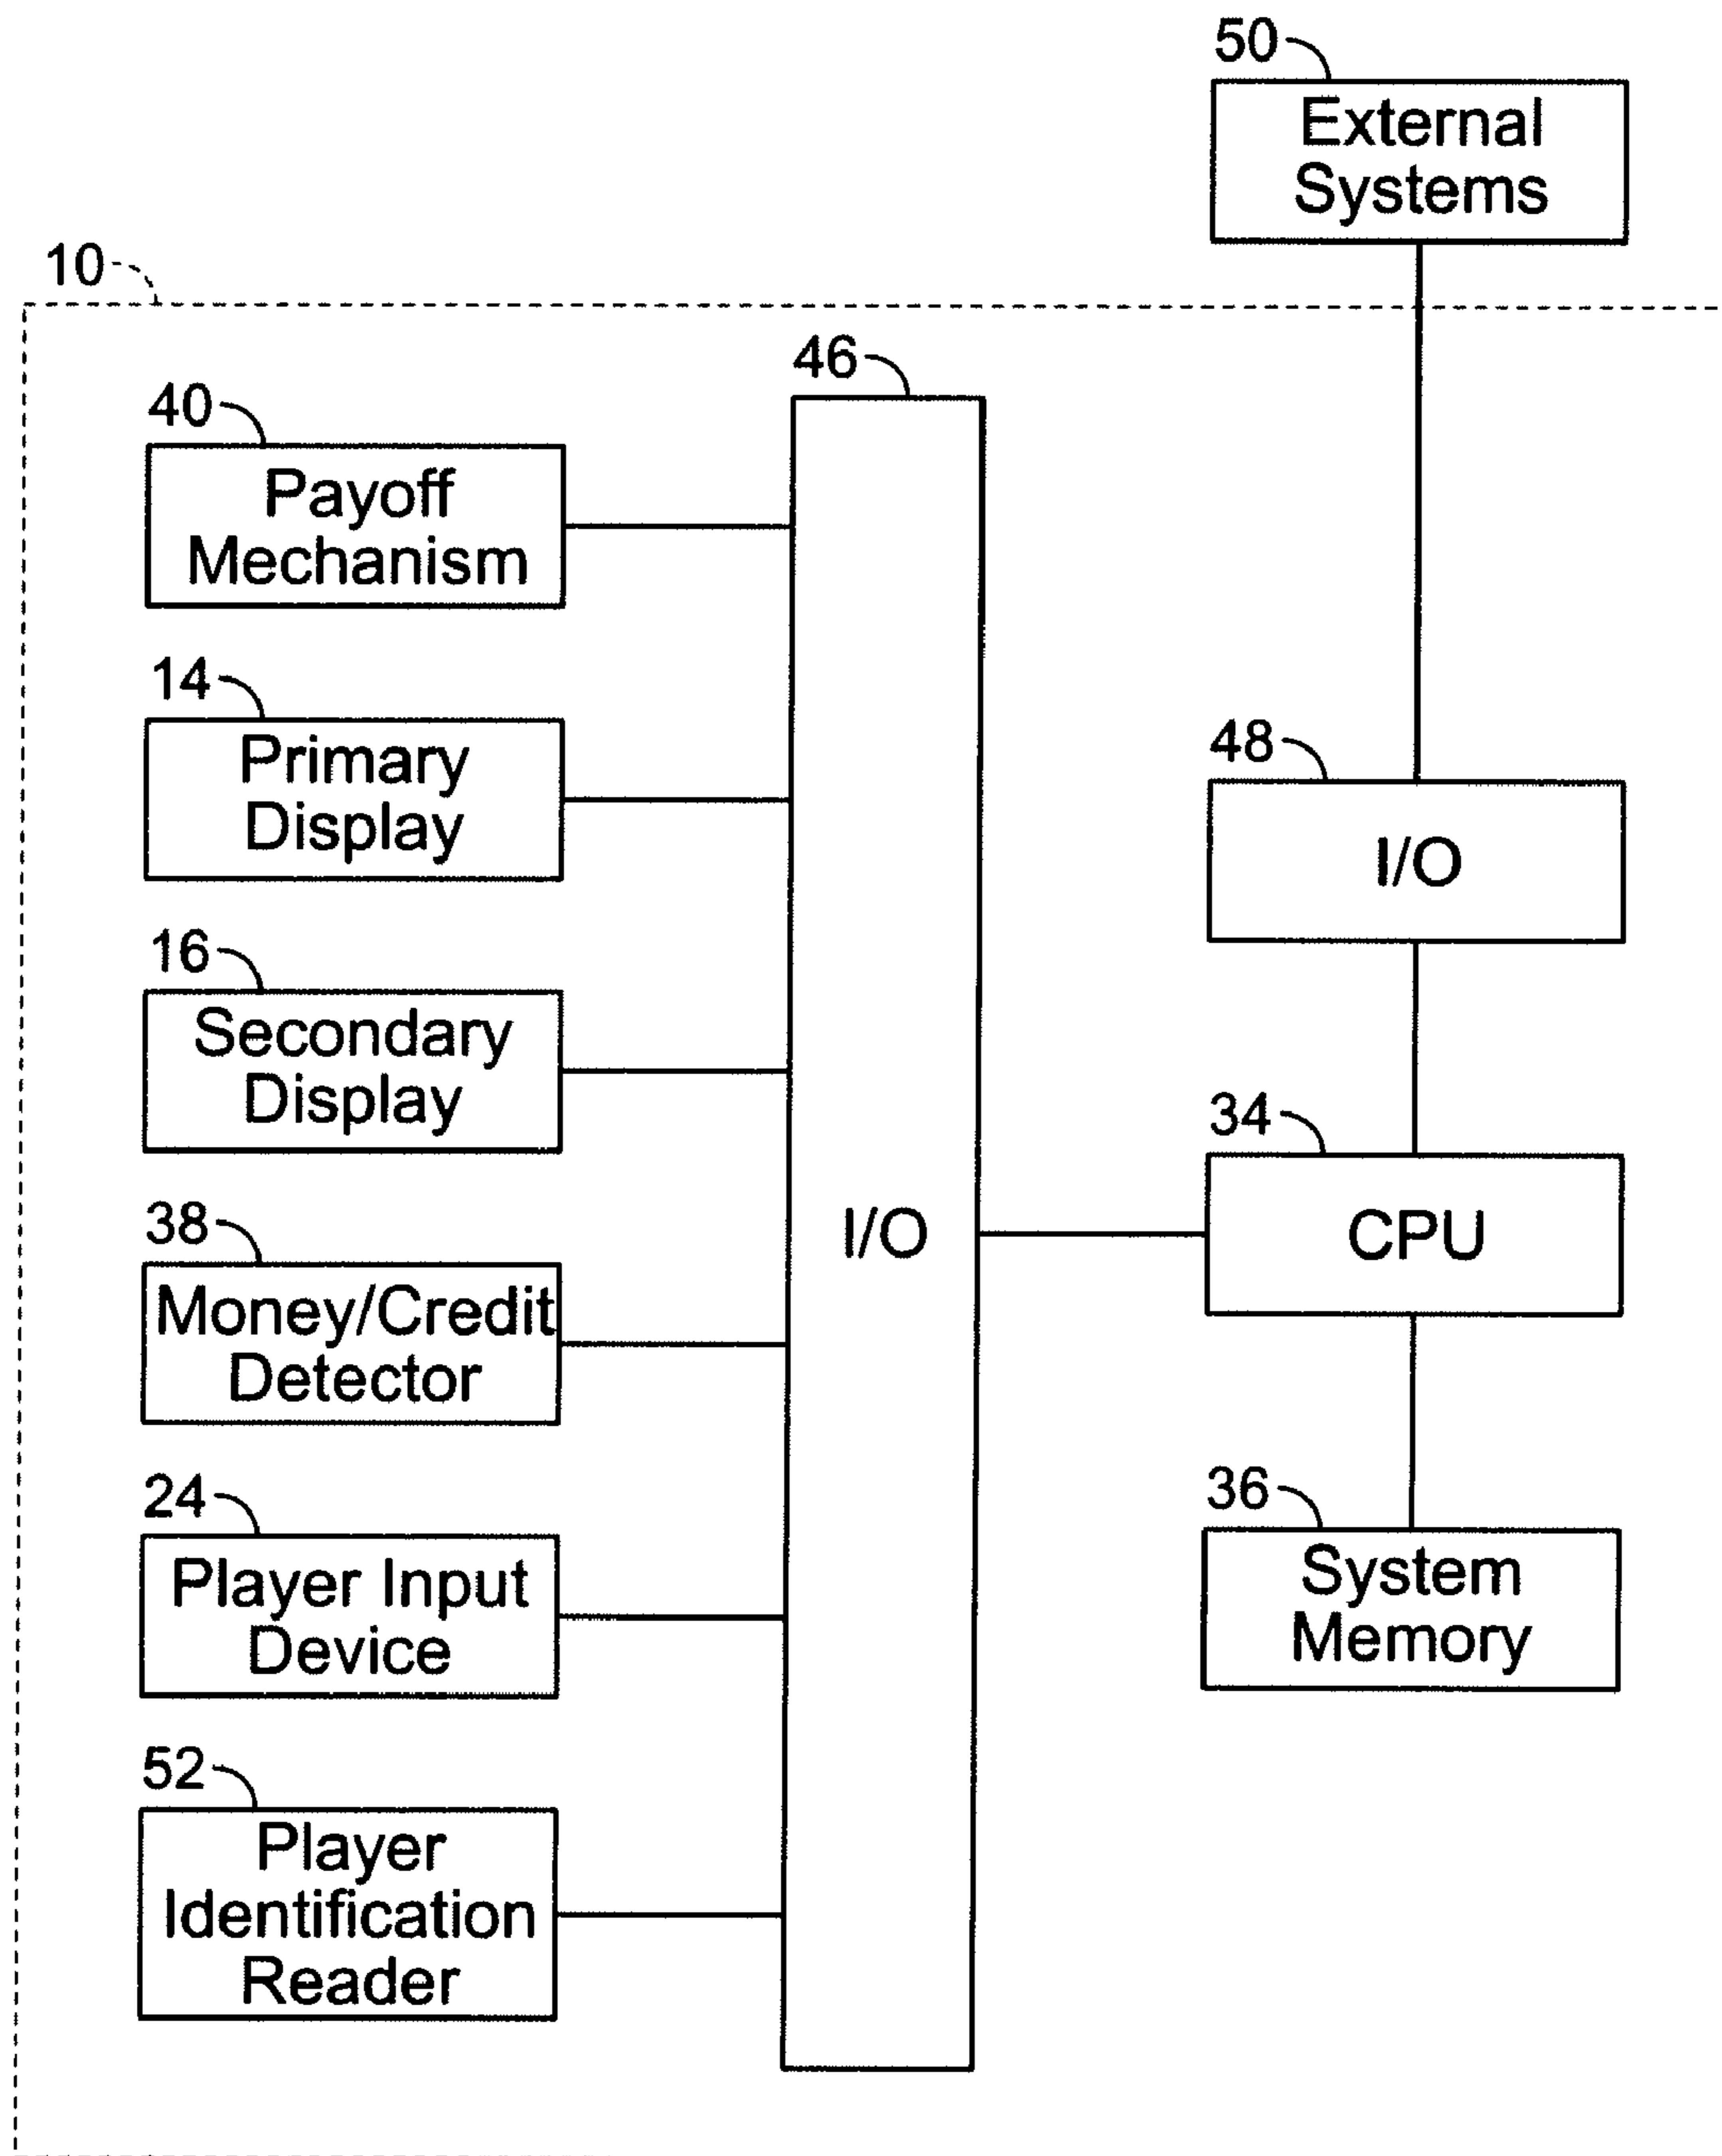 50
External
Systems
10
46
40
Payoff
Mechanism
14
Primary
Display
48
I/O
16
Secondary
Display
34
CPU
38
Money/Credit
Detector
I/O
24
Player Input
Device
36
System
Memory
52
Player
Identification
Reader